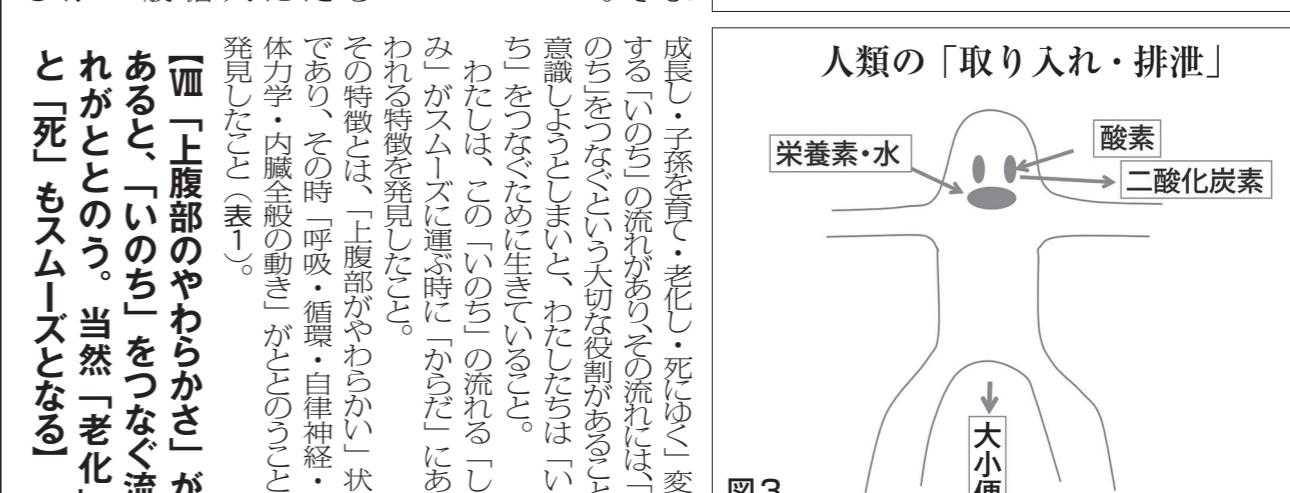 人類の「取り入れ・排泄」
栄養素・水
酸素
二酸化炭素
大小便
図3
成長し・子孫を育て・老化し・死にゆく」変
する「いのち」の流れがあり、その流れには、「
のち」をつなぐという大切な役割があること
意識しようとしまいと、わたしたちは「い
ち」をつなぐために生きていること。
わたしは、この「いのち」の流れる「し
み」がスムーズに運ぶ時に「からだ」にあ
われる特徴を発見したこと。
その特徴とは、「上腹部がやわらかい」状
であり、その時「呼吸・循環・自律神経・
体力学・内臓全般の動き」がととのうこと
発見したこと（表1）。
【Ⅷ「上腹部のやわらかさ」が
あると、「いのち」をつなぐ流
れがととのう。当然「老化」
と「死」もスムーズとなる】